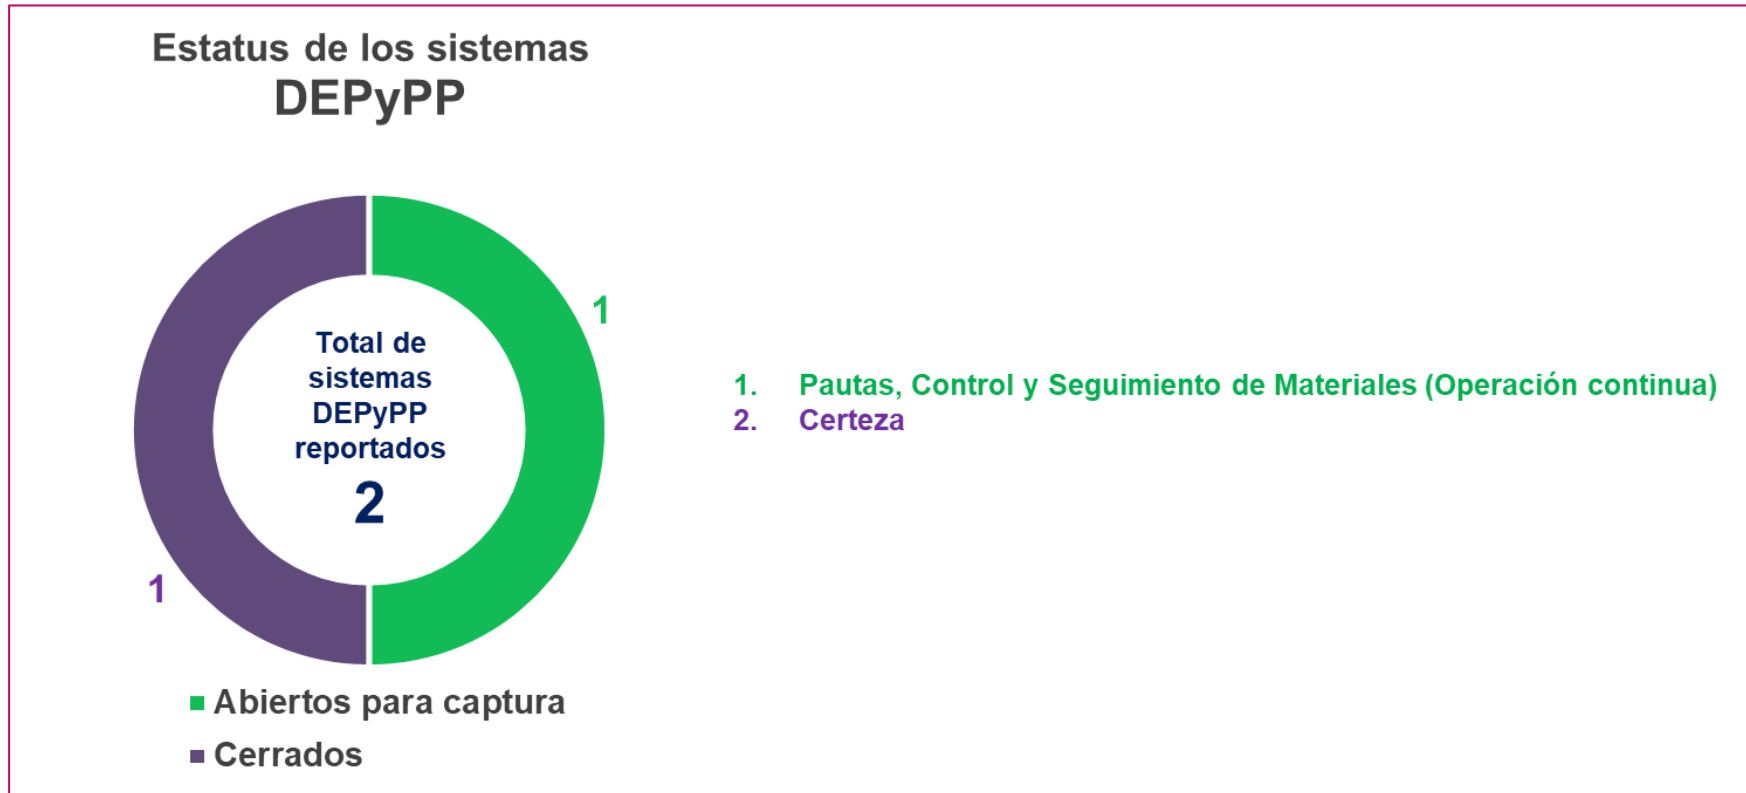 Estatus de los sistemas
DEPyPP
Total de
sistemas
DEPyPP
reportados
2
1
1
Abiertos para captura
Cerrados
1. Pautas, Control y Seguimiento de Materiales (Operación continua)
2. Certeza